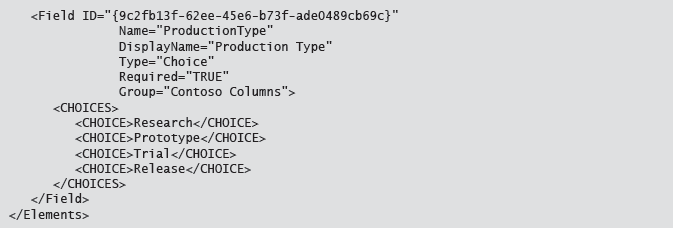 <Field ID="{9c2fb13f-62ee-45e6-b73f-ade0489cb69c}"
Name="ProductionType"
DisplayName="Production Type"
Type="Choice"
Required="TRUE"
Group="Contoso Columns">
<CHOICES>
<CHOICE>Research</CHOICE>
<CHOICE>Prototype</CHOICE>
<CHOICE>Trial</CHOICE>
<CHOICE>Release</CHOICE>
</CHOICES>
</Field>
</Elements>